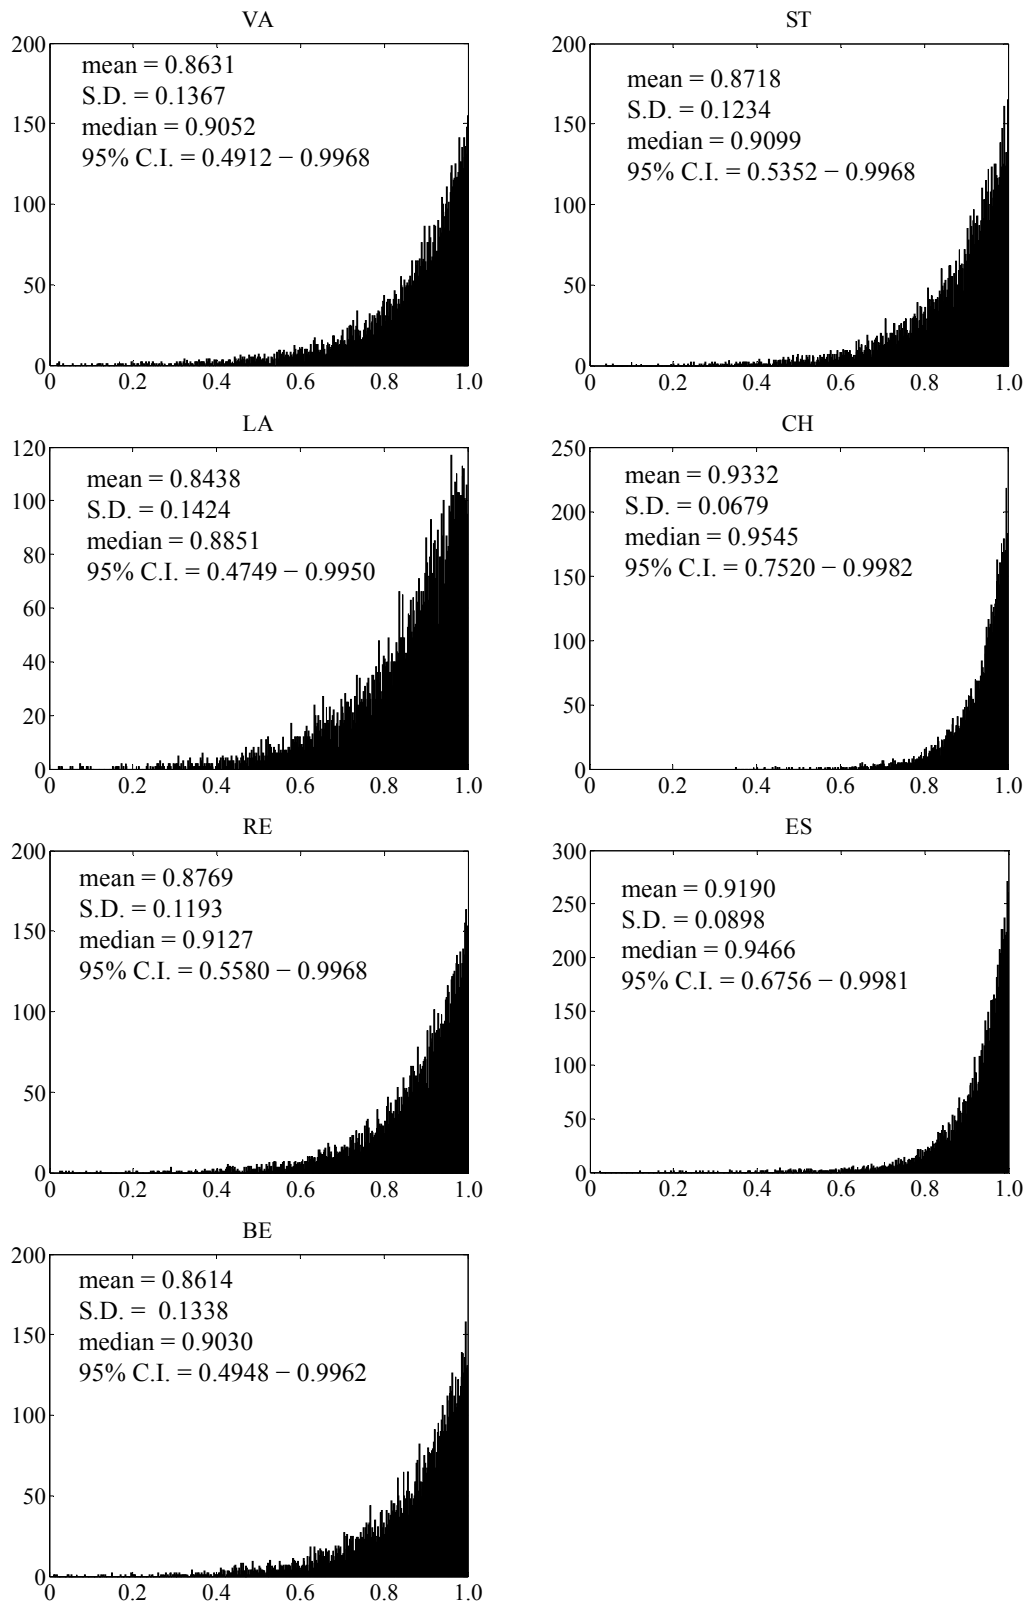 VA
200
150
100
50
0
mean = 0.8631
S.D. = 0.1367
median = 0.9052
95% C.I. = 0.4912 − 0.9968
0 0.2 0.4 0.6 0.8 1.0
ST
200
150
100
50
0
mean = 0.8718
S.D. = 0.1234
median = 0.9099
95% C.I. = 0.5352 − 0.9968
0 0.2 0.4 0.6 0.8 1.0
LA
120
100
80
60
40
20
0
mean = 0.8438
S.D. = 0.1424
median = 0.8851
95% C.I. = 0.4749 − 0.9950
0 0.2 0.4 0.6 0.8 1.0
CH
250
200
150
100
50
0
mean = 0.9332
S.D. = 0.0679
median = 0.9545
95% C.I. = 0.7520 − 0.9982
0 0.2 0.4 0.6 0.8 1.0
RE
200
150
100
50
0
mean = 0.8769
S.D. = 0.1193
median = 0.9127
95% C.I. = 0.5580 − 0.9968
0 0.2 0.4 0.6 0.8 1.0
ES
300
250
200
150
100
50
0
mean = 0.9190
S.D. = 0.0898
median = 0.9466
95% C.I. = 0.6756 − 0.9981
0 0.2 0.4 0.6 0.8 1.0
BE
200
150
100
50
0
mean = 0.8614
S.D. =  0.1338
median = 0.9030
95% C.I. = 0.4948 − 0.9962
0 0.2 0.4 0.6 0.8 1.0